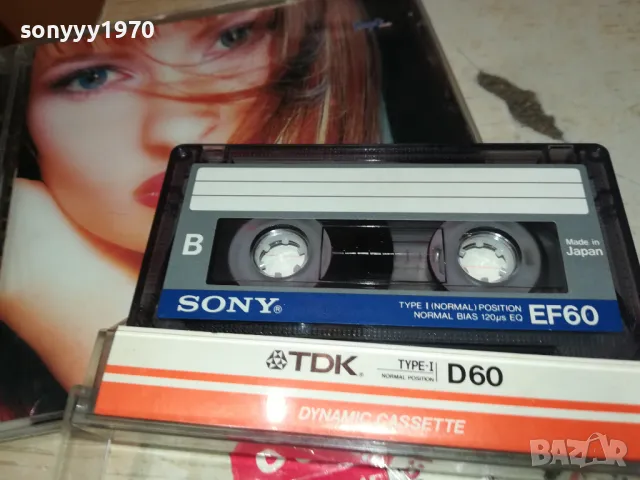 sonyyy1970
B
Made in
Japan
SONY®
TYPE I (NORMAL) POSITION
NORMAL BIAS 120μs EQ
EF60
TDK.
TYPE-I
NORMAL POSITION
D60
DYNAMIC CASSETTE
BAZAR
bg